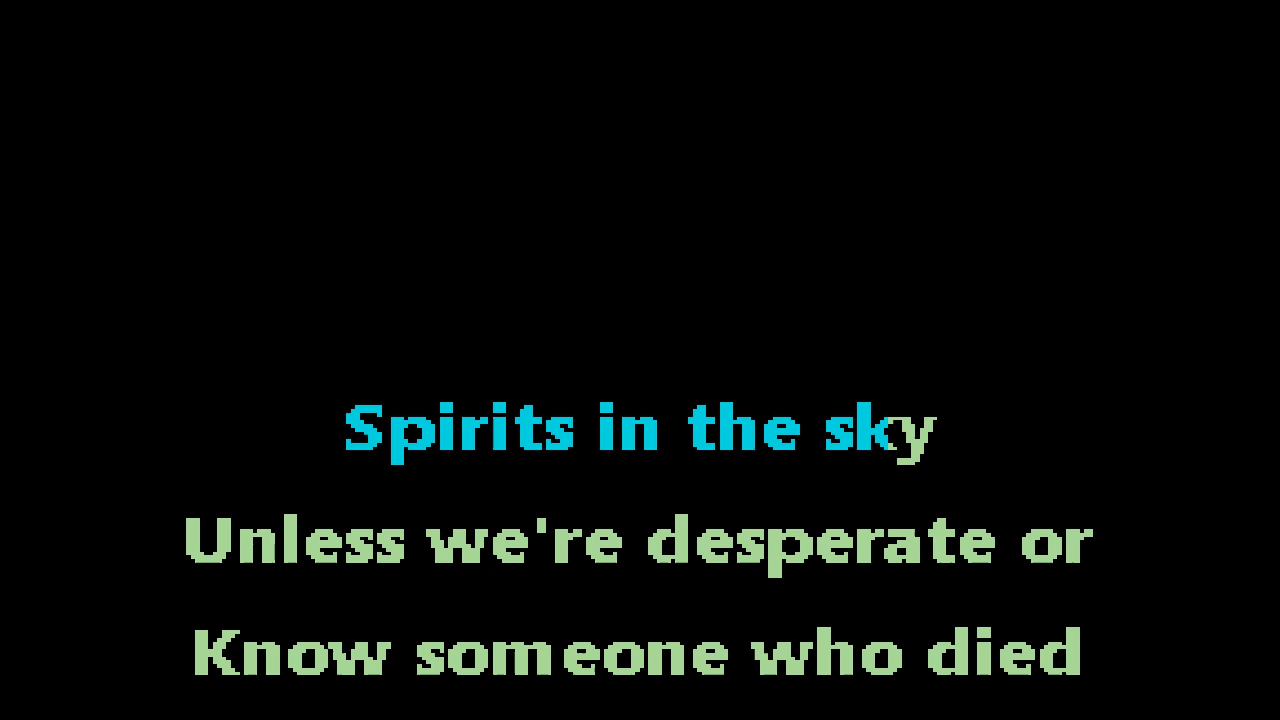 Spirits in the sky
Unless we're desperate or
Know someone who died